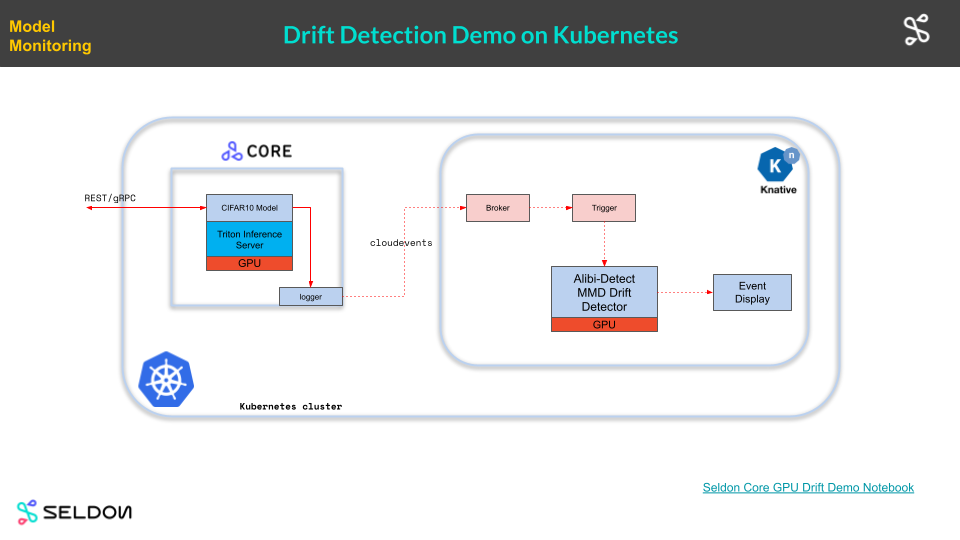 Model
Monitoring
Drift Detection Demo on Kubernetes
CORE
n
K
Knative
REST/gRPC
CIFAR10 Model
Triton Inference
Server
GPU
logger
cloudevents
Broker
Trigger
Alibi-Detect
MMD Drift
Detector
GPU
Event
Display
Kubernetes cluster
Seldon Core GPU Drift Demo Notebook
SELDON